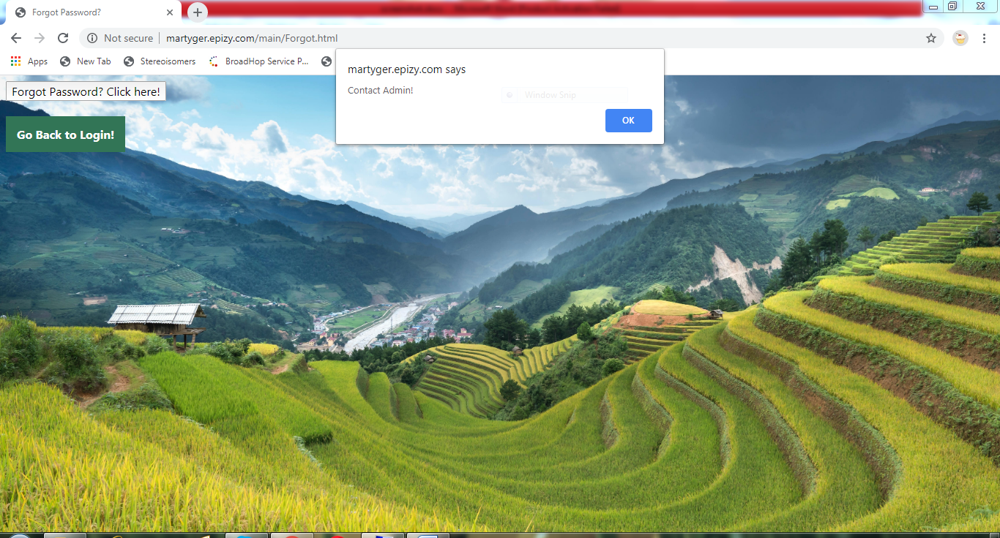 Forgot Password?
Not secure
martyger.epizy.com/main/Forgot.html
Apps
New Tab
Stereoisomers
BroadHop Service P...
martyger.epizy.com says
Contact Admin!
Window Snip
OK
Forgot Password? Click here!
Go Back to Login!